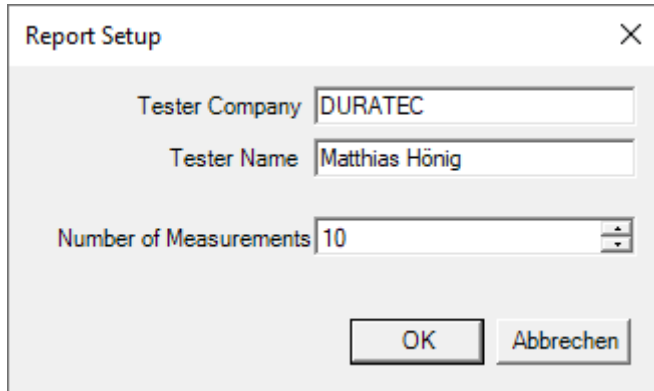 Report Setup
Tester Company DURATEC
Tester Name Matthias Hönig
Number of Measurements 10
OK Abbrechen